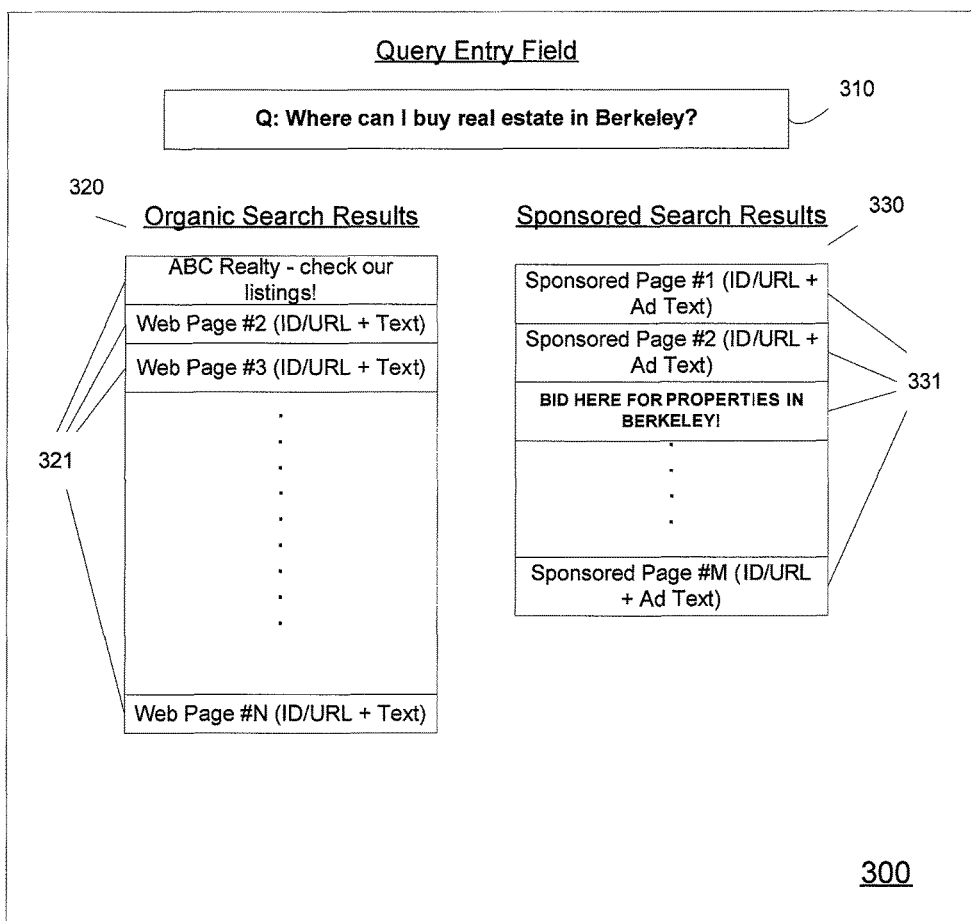 Query Entry Field
Q: Where can I buy real estate in Berkeley?
310
320
Organic Search Results
ABC Realty - check our
listings!
Web Page #2 (ID/URL + Text)
Web Page #3 (ID/URL + Text)
321
Web Page #N (ID/URL + Text)
Sponsored Search Results
330
Sponsored Page #1 (ID/URL +
Ad Text)
Sponsored Page #2 (ID/URL +
Ad Text)
BID HERE FOR PROPERTIES IN
BERKELEY!
331
Sponsored Page #M (ID/URL
+ Ad Text)
300